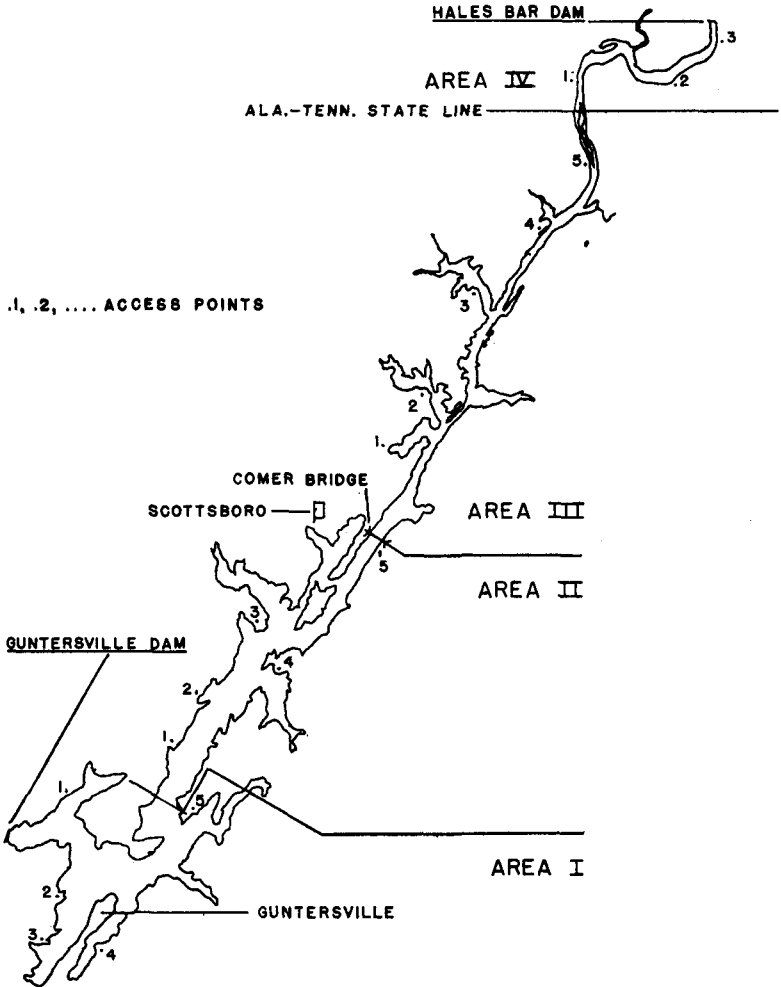 HALES BAR DAM
.3
1.
AREA IV
.2
ALA.-TENN. STATE LINE
5.
4.
.1, .2, .... ACCESS POINTS
3.
2.
1.
COMER BRIDGE
SCOTTSBORO
AREA III
5
AREA II
3.
GUNTERSVILLE DAM
.4
2.
1.
1.
.5
AREA I
2.
GUNTERSVILLE
3.
.4